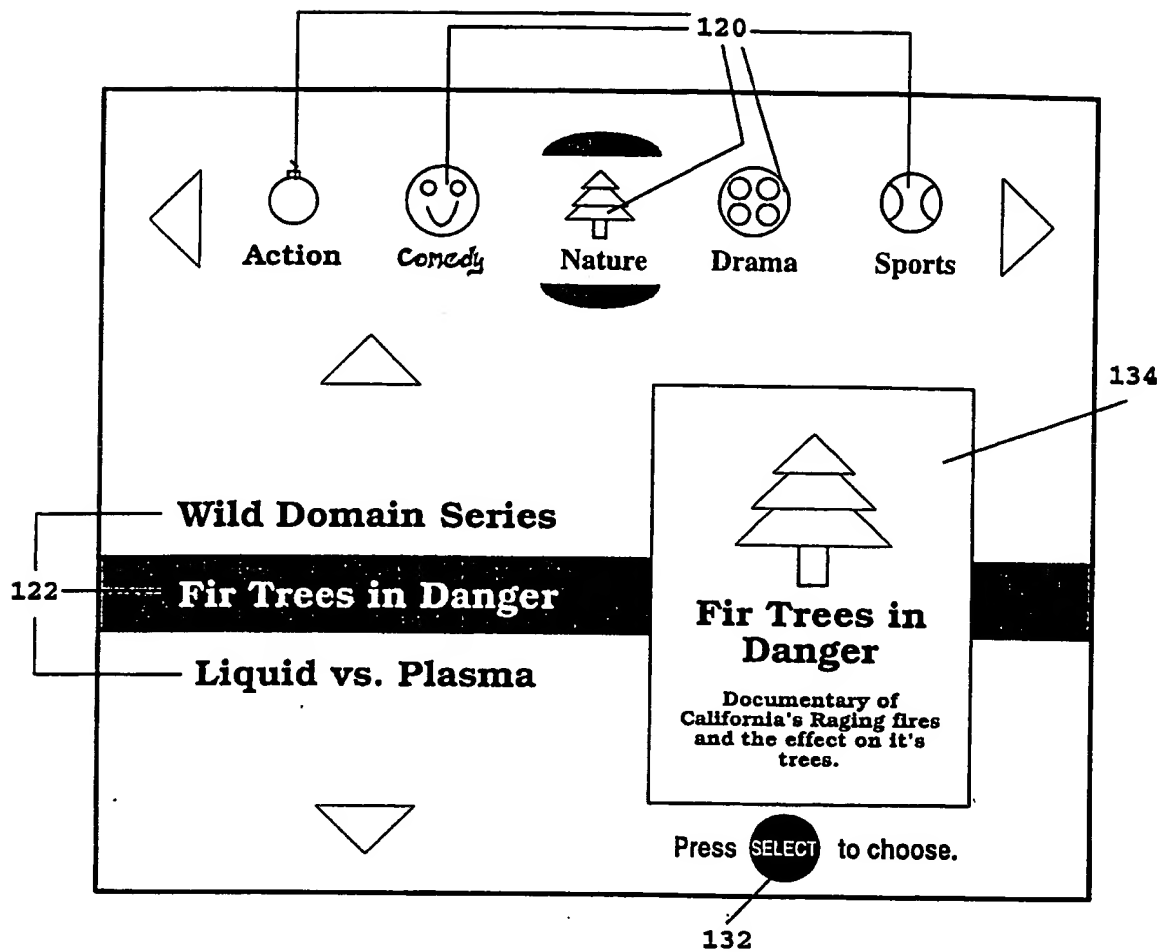 120
Action Comedy Nature Drama Sports
134
Wild Domain Series
122
Fir Trees in Danger
Liquid vs. Plasma
Fir Trees in
Danger
Documentary of
California's Raging fires
and the effect on it's
trees.
Press SELECT to choose.
132